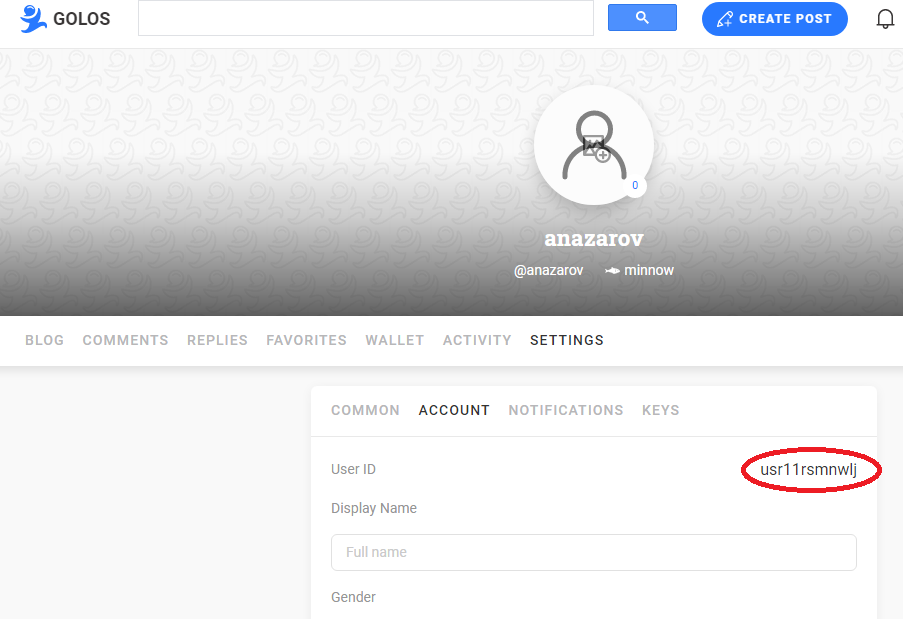 GOLOS
CREATE POST
0
anazarov
@anazarov minnow
BLOG COMMENTS REPLIES FAVORITES WALLET ACTIVITY SETTINGS
COMMON ACCOUNT NOTIFICATIONS KEYS
User ID usr11rsmnwlj
Display Name
Full name
Gender